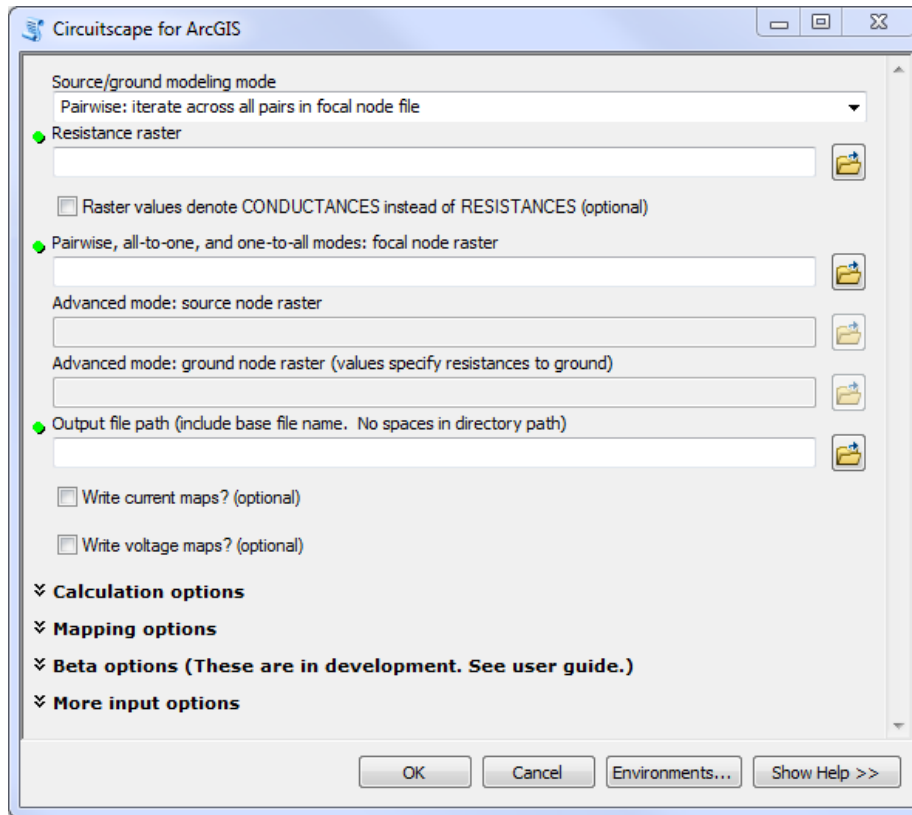 Circuitscape for ArcGIS
Source/ground modeling mode
Pairwise: iterate across all pairs in focal node file
Resistance raster
Raster values denote CONDUCTANCES instead of RESISTANCES (optional)
Pairwise, all-to-one, and one-to-all modes: focal node raster
Advanced mode: source node raster
Advanced mode: ground node raster (values specify resistances to ground)
Output file path (include base file name.  No spaces in directory path)
Write current maps? (optional)
Write voltage maps? (optional)
Calculation options
Mapping options
Beta options (These are in development. See user guide.)
More input options
OK Cancel Environments... Show Help >>